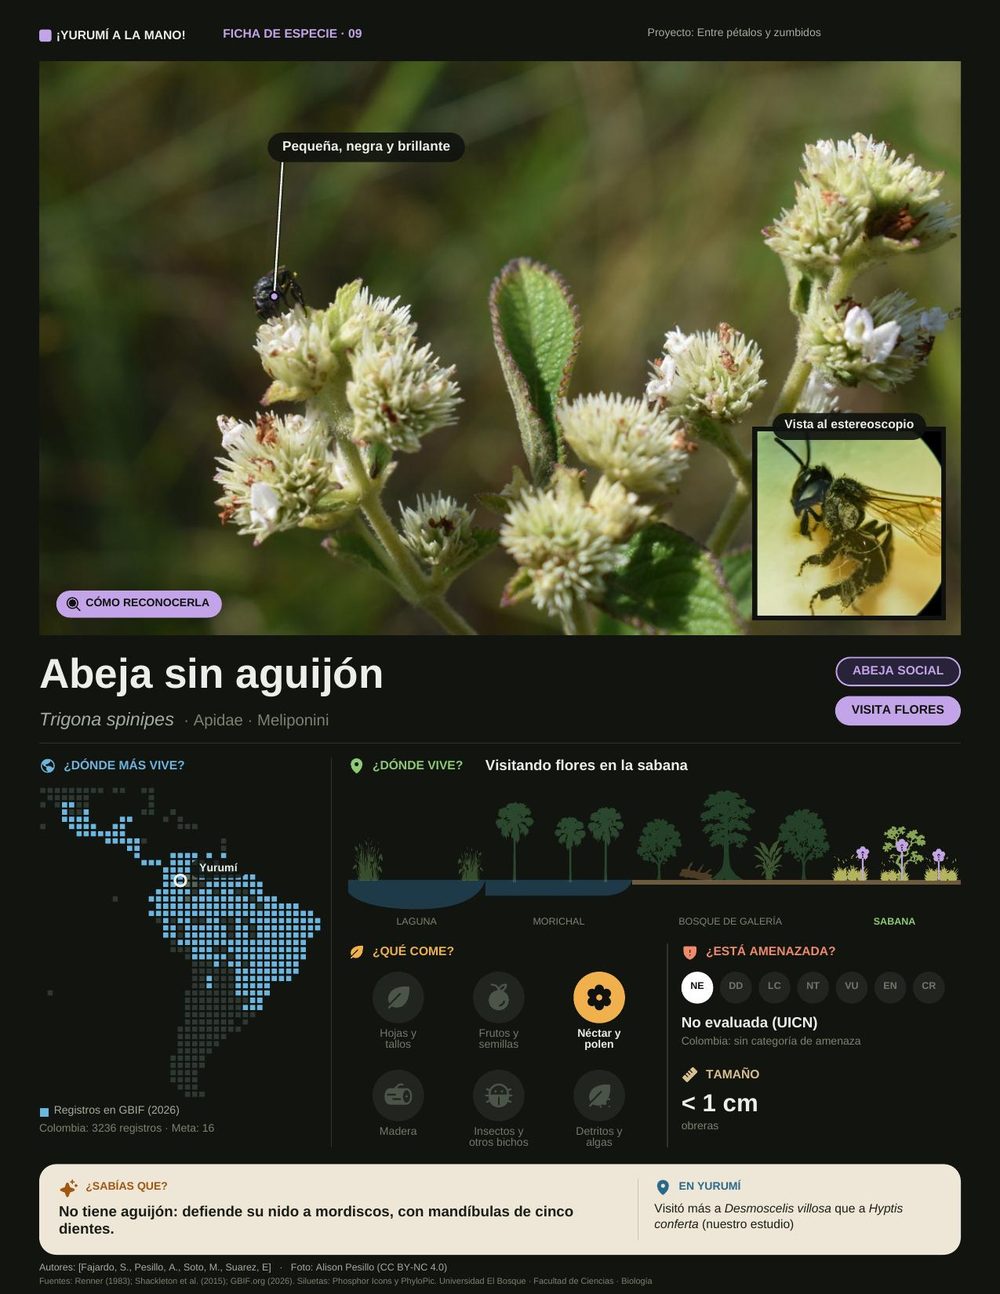 ¡YURUMÍ A LA MANO!
FICHA DE ESPECIE · 09
Proyecto: Entre pétalos y zumbidos
Pequeña, negra y brillante
Vista al estereoscopio
CÓMO RECONOCERLA
Abeja sin aguijón
Trigona spinipes · Apidae · Meliponini
ABEJA SOCIAL
VISITA FLORES
¿DÓNDE MÁS VIVE?
Yurumí
Registros en GBIF (2026)
Colombia: 3236 registros · Meta: 16
¿DÓNDE VIVE?
Visitando flores en la sabana
LAGUNA
MORICHAL
BOSQUE DE GALERÍA
SABANA
¿QUÉ COME?
Hojas y
tallos
Frutos y
semillas
Néctar y
polen
Madera
Insectos y
otros bichos
Detritos y
algas
¿ESTÁ AMENAZADA?
NE DD LC NT VU EN CR
No evaluada (UICN)
Colombia: sin categoría de amenaza
TAMAÑO
< 1 cm
obreras
¿SABÍAS QUE?
No tiene aguijón: defiende su nido a mordiscos, con mandíbulas de cinco
dientes.
EN YURUMÍ
Visitó más a Desmoscelis villosa que a Hyptis
conferta (nuestro estudio)
Autores: [Fajardo, S., Pesillo, A., Soto, M., Suarez, E] · Foto: Alison Pesillo (CC BY-NC 4.0)
Fuentes: Renner (1983); Shackleton et al. (2015); GBIF.org (2026). Siluetas: Phosphor Icons y PhyloPic. Universidad El Bosque · Facultad de Ciencias · Biología